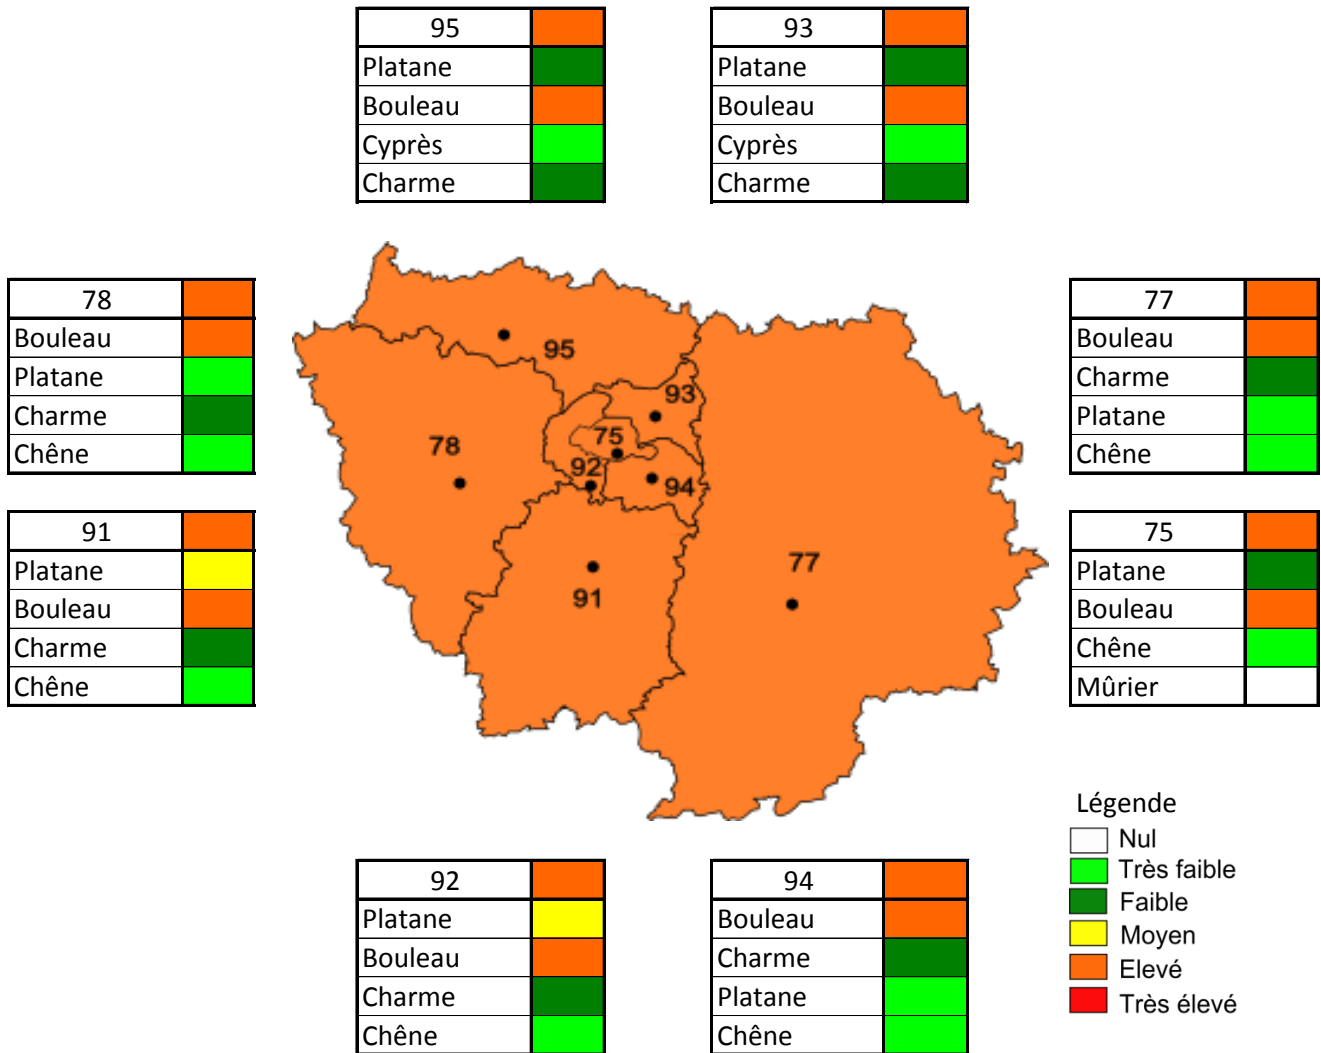 95
Platane
Bouleau
Cyprès
Charme
93
Platane
Bouleau
Cyprès
Charme
78
Bouleau
Platane
Charme
Chêne
91
Platane
Bouleau
Charme
Chêne
95
93
75
78
92
94
77
91
77
Bouleau
Charme
Platane
Chêne
75
Platane
Bouleau
Chêne
Mûrier
92
Platane
Bouleau
Charme
Chêne
94
Bouleau
Charme
Platane
Chêne
Légende
Nul
Très faible
Faible
Moyen
Elevé
Très élevé